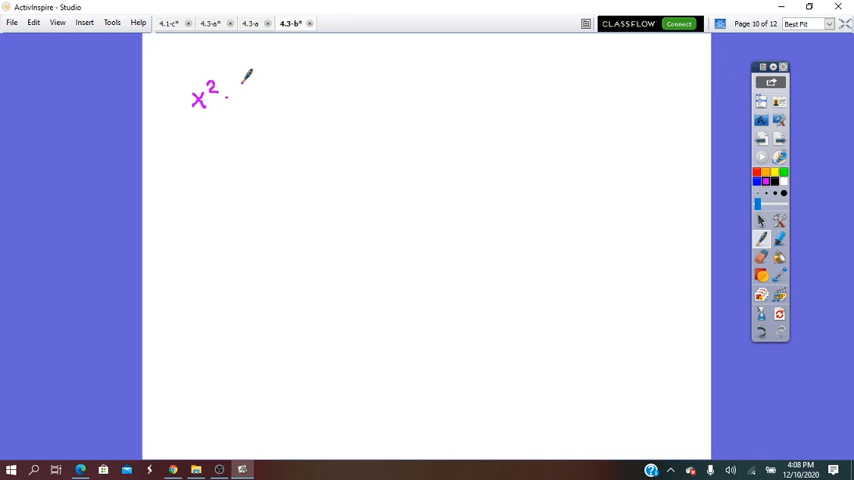 ActivInspire - Studio
File Edit View Insert Tools Help 4.1-c* 4.3-a* 4.3-a 4.3-b* CLASSFLOW Connect Page 10 of 12 Best Fit
x² ·
4:08 PM
12/10/2020